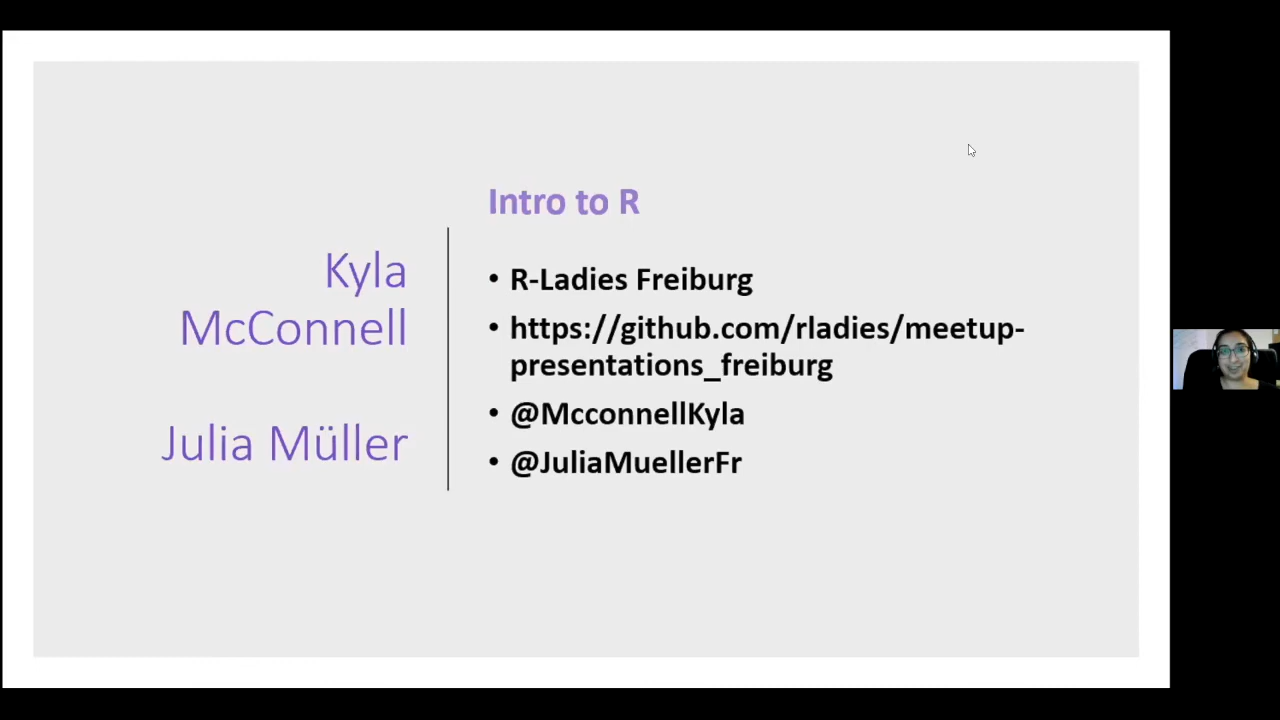 Kyla
McConnell
Julia Müller
Intro to R
• R-Ladies Freiburg
• https://github.com/rladies/meetup-
presentations_freiburg
• @McconnellKyla
• @JuliaMuellerFr